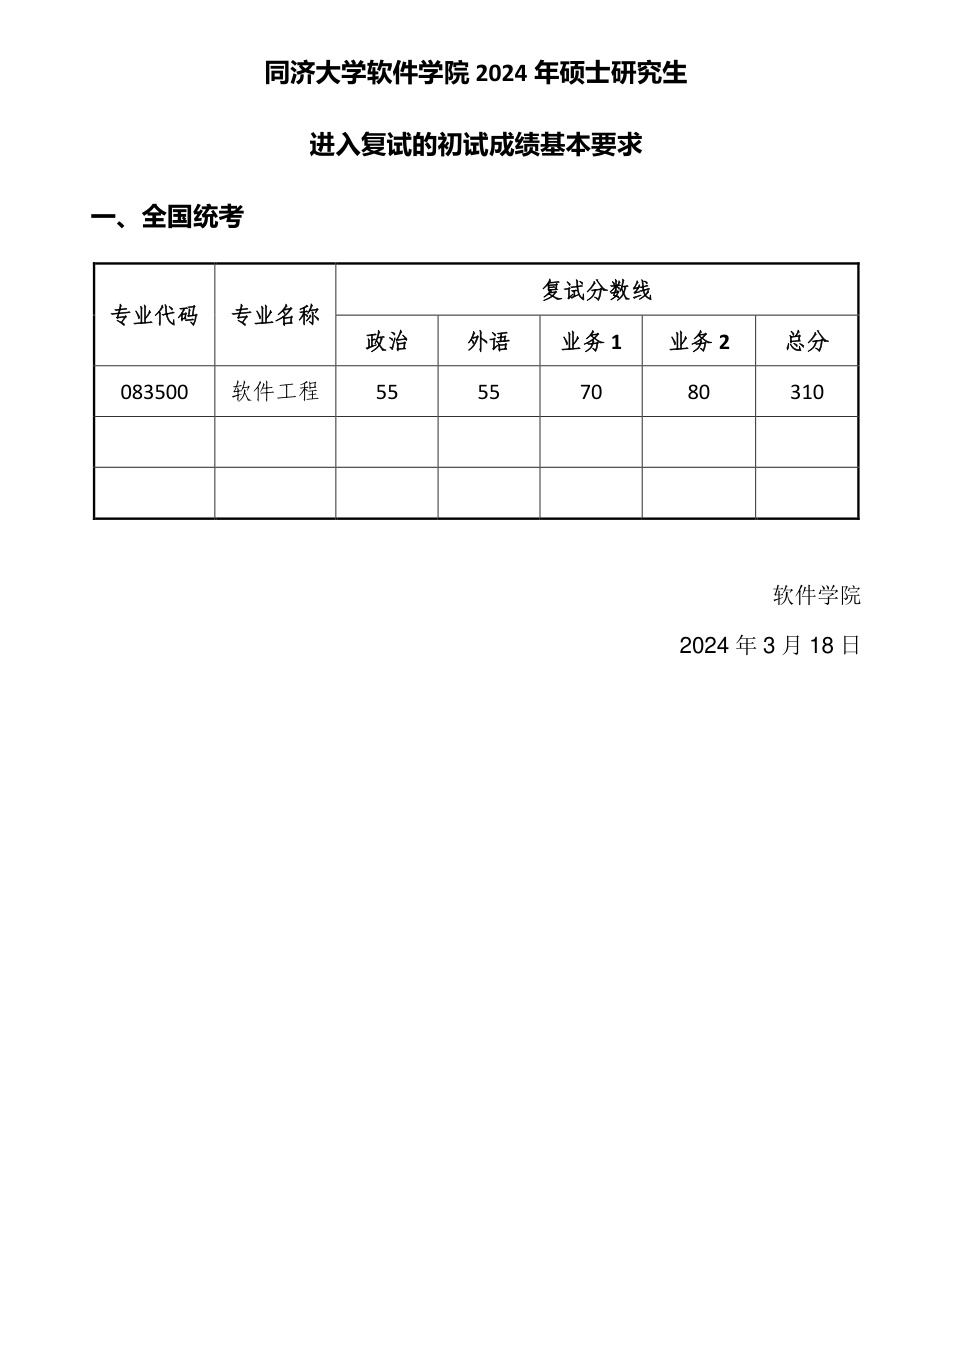 同济大学软件学院 2024 年硕士研究生
进入复试的初试成绩基本要求
一、全国统考
专业代码 专业名称 复试分数线
政治 外语 业务 1 业务 2 总分
083500 软件工程 55 55 70 80 310
软件学院
2024 年 3 月 18 日